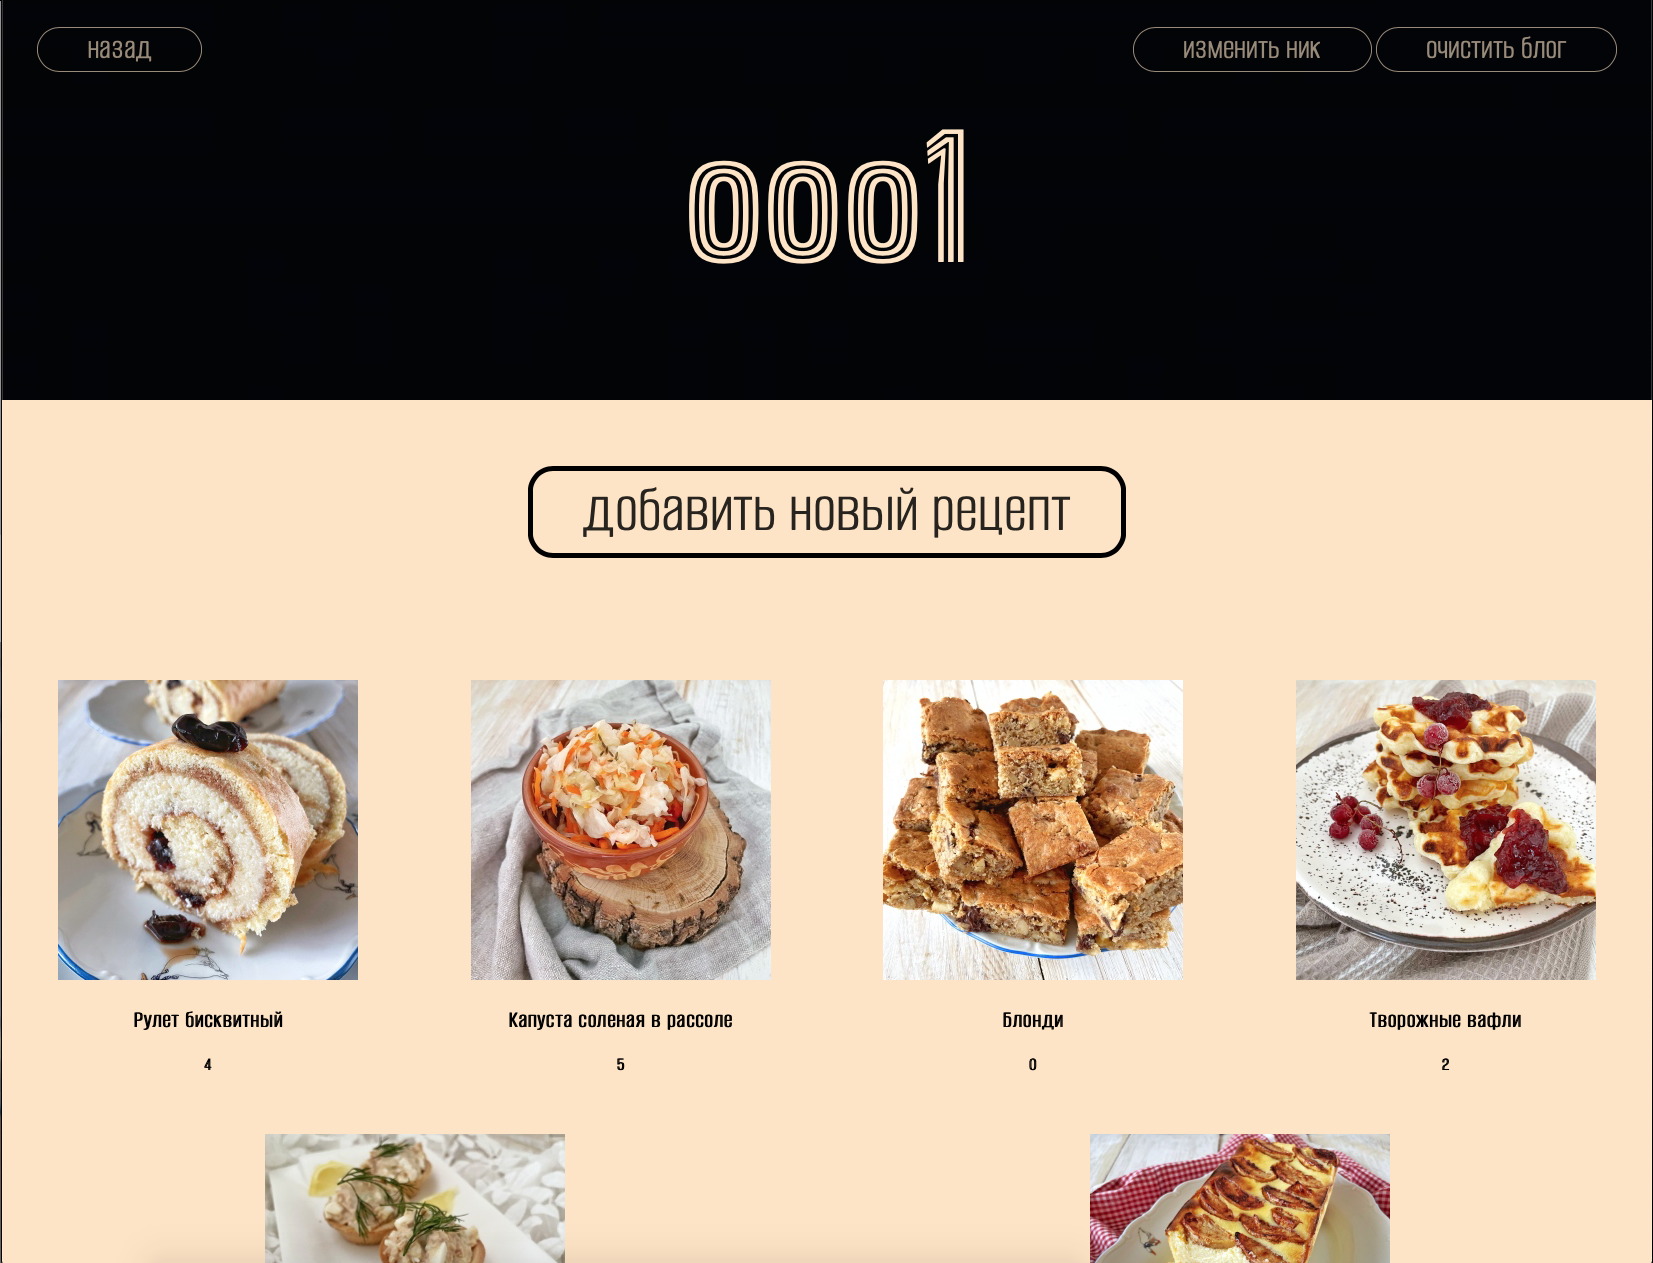 назад
изменить ник
очистить блог
ooo1
добавить новый рецепт
Рулет бисквитный
Капуста соленая в рассоле
Блонди
Творожные вафли
4
5
0
2